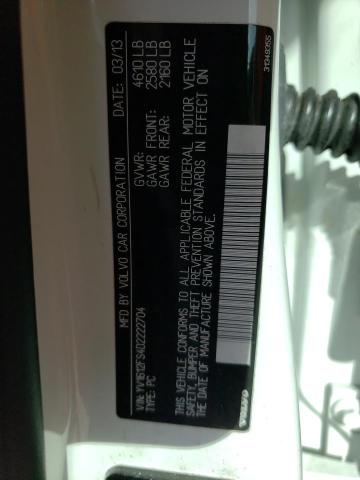 MFD BY VOLVO CAR CORPORATION DATE: 03/13
GVWR: 4610 LB
GAWR FRONT: 2580 LB
GAWR REAR: 2160 LB
VIN: YV1612FS4D2222704
TYPE: PC
THIS VEHICLE CONFORMS TO ALL APPLICABLE FEDERAL MOTOR VEHICLE
SAFETY, BUMPER AND THEFT PREVENTION STANDARDS IN EFFECT ON
THE DATE OF MANUFACTURE SHOWN ABOVE.
VOLVO